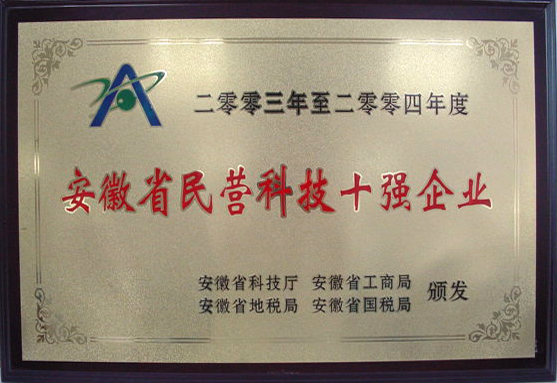 二零零三年至二零零四年度
安徽省民营科技十强企业
安徽省科技厅 安徽省工商局
安徽省地税局 安徽省国税局 颁发